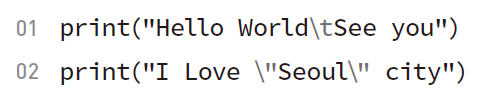 01 print("Hello World\tSee you")
02 print("I Love \"Seoul\" city")